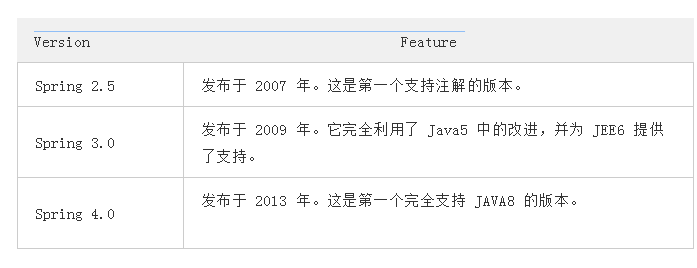 Version Feature
Spring 2.5 发布于 2007 年。这是第一个支持注解的版本。
Spring 3.0 发布于 2009 年。它完全利用了 Java5 中的改进，并为 JEE6 提供
了支持。
Spring 4.0 发布于 2013 年。这是第一个完全支持 JAVA8 的版本。